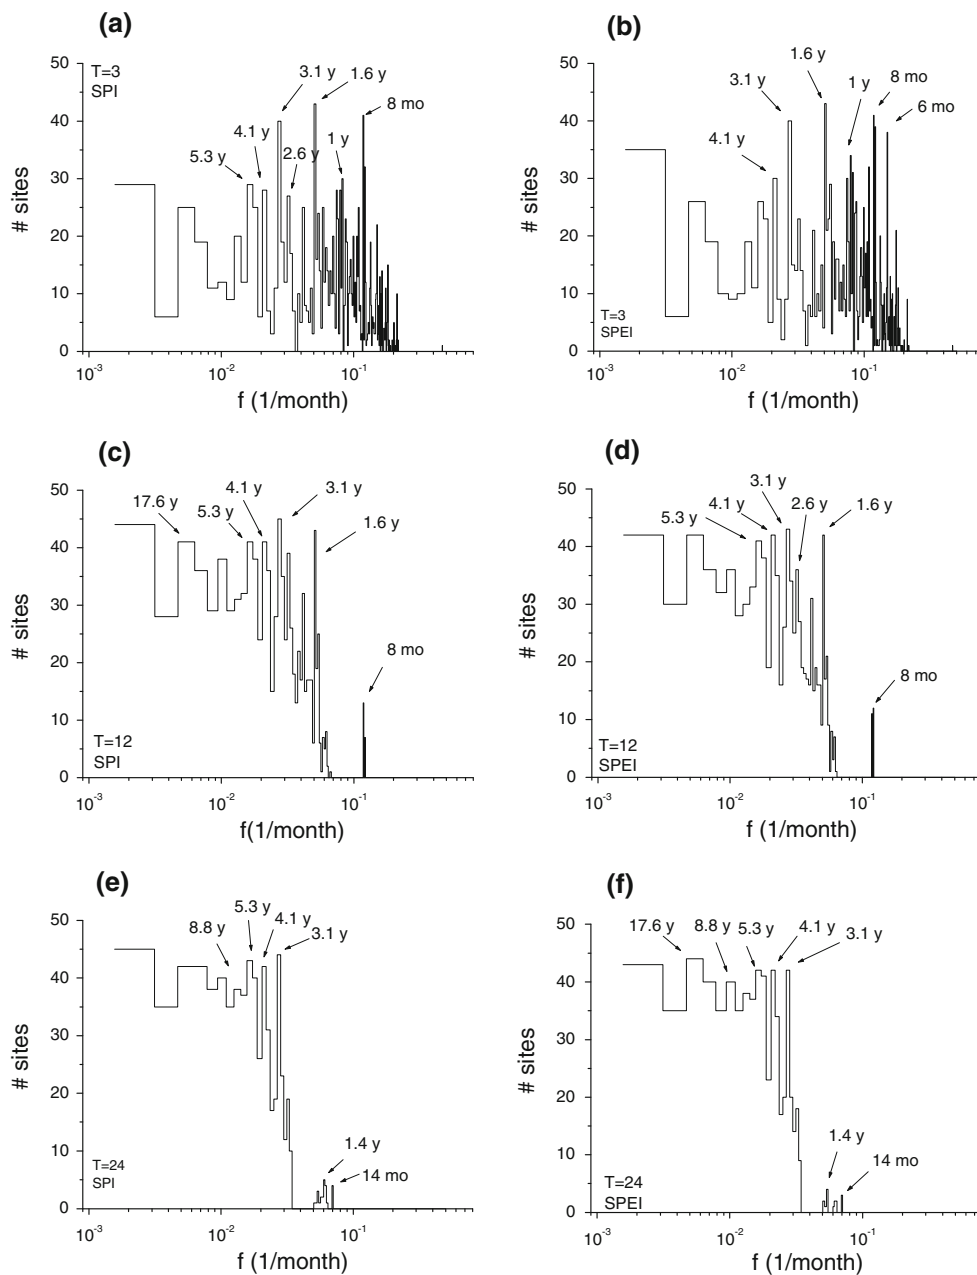 (a)
T=3
SPI
50
40
30
20
10
0
# sites
5.3 y
4.1 y
3.1 y
2.6 y
1.6 y
1 y
8 mo
10-3
10-2
10-1
f (1/month)
(b)
T=3
SPEI
50
40
30
20
10
0
# sites
4.1 y
3.1 y
1.6 y
1 y
8 mo
6 mo
10-3
10-2
10-1
f (1/month)
(c)
T=12
SPI
50
40
30
20
10
0
# sites
17.6 y
5.3 y
4.1 y
3.1 y
1.6 y
8 mo
10-3
10-2
10-1
f(1/month)
(d)
T=12
SPEI
50
40
30
20
10
0
# sites
5.3 y
4.1 y
3.1 y
2.6 y
1.6 y
8 mo
10-3
10-2
10-1
f (1/month)
(e)
T=24
SPI
50
40
30
20
10
0
# sites
8.8 y
5.3 y
4.1 y
3.1 y
1.4 y
14 mo
10-3
10-2
10-1
f (1/month)
(f)
T=24
SPEI
50
40
30
20
10
0
# sites
17.6 y
8.8 y
5.3 y
4.1 y
3.1 y
1.4 y
14 mo
10-3
10-2
10-1
f (1/month)